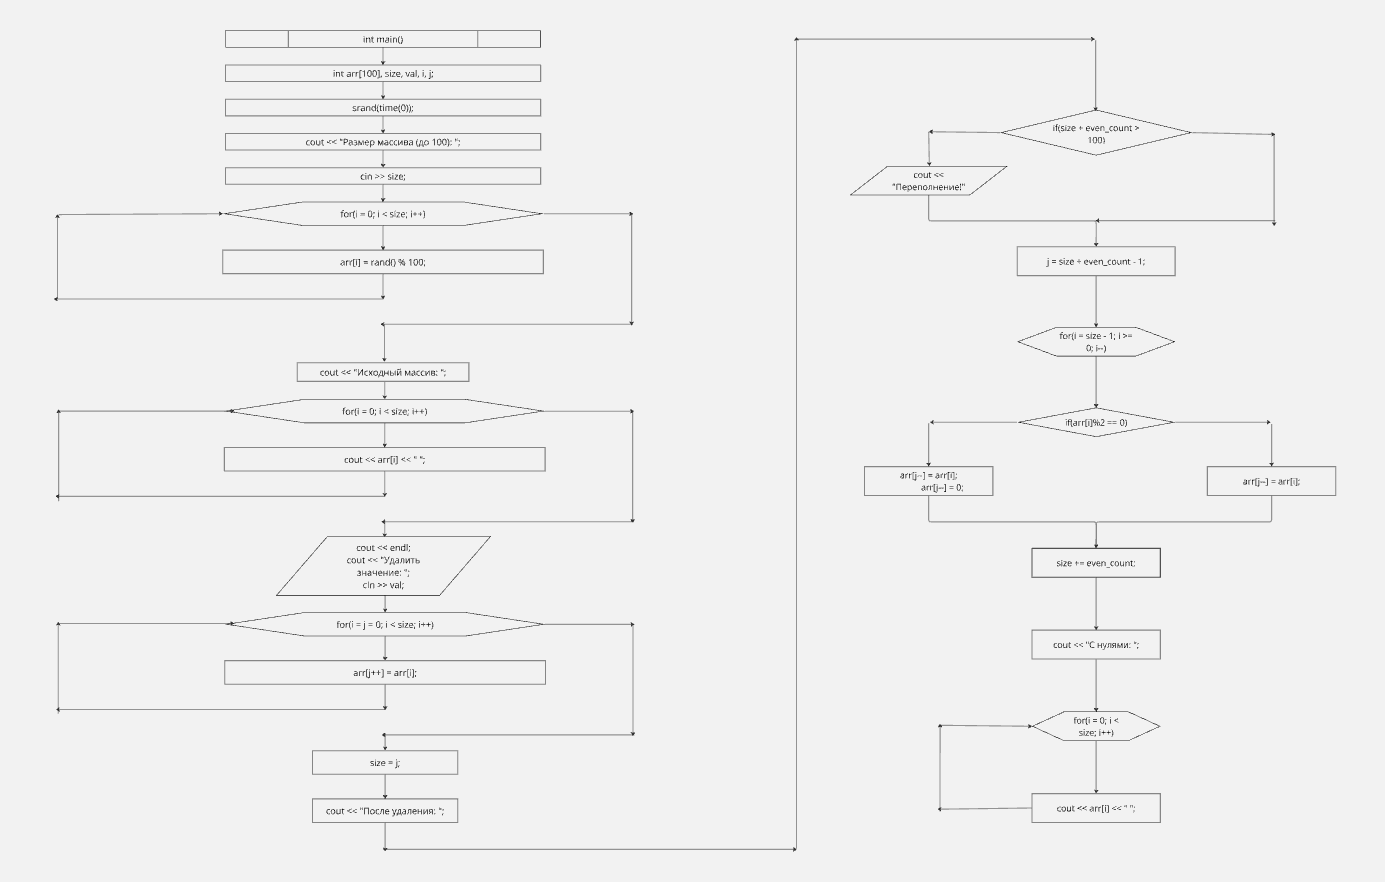 int main()
int arr[100], size, val, i, j;
srand(time(0));
cout << "Размер массива (до 100): ";
cin >> size;
for(i = 0; i < size; i++)
arr[i] = rand() % 100;
cout << "Исходный массив: ";
for(i = 0; i < size; i++)
cout << arr[i] << " ";
cout << endl;
cout << "Удалить
значение: ";
cin >> val;
for(i = j = 0; i < size; i++)
arr[j++] = arr[i];
size = j;
cout << "После удаления: ";
if(size + even_count >
100)
cout <<
"Переполнение!"
j = size + even_count - 1;
for(i = size - 1; i >=
0; i--)
if(arr[i]%2 == 0)
arr[j--] = arr[i];
arr[j--] = 0;
arr[j--] = arr[i];
size += even_count;
cout << "С нулями: ";
for(i = 0; i <
size; i++)
cout << arr[i] << " ";